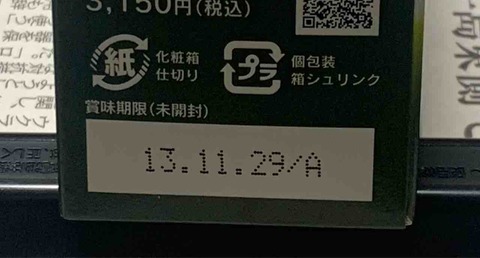 3,150円(税込)
紙
化粧箱
仕切り
プラ
個包装
箱シュリンク
賞味期限(未開封)
13.11.29/A